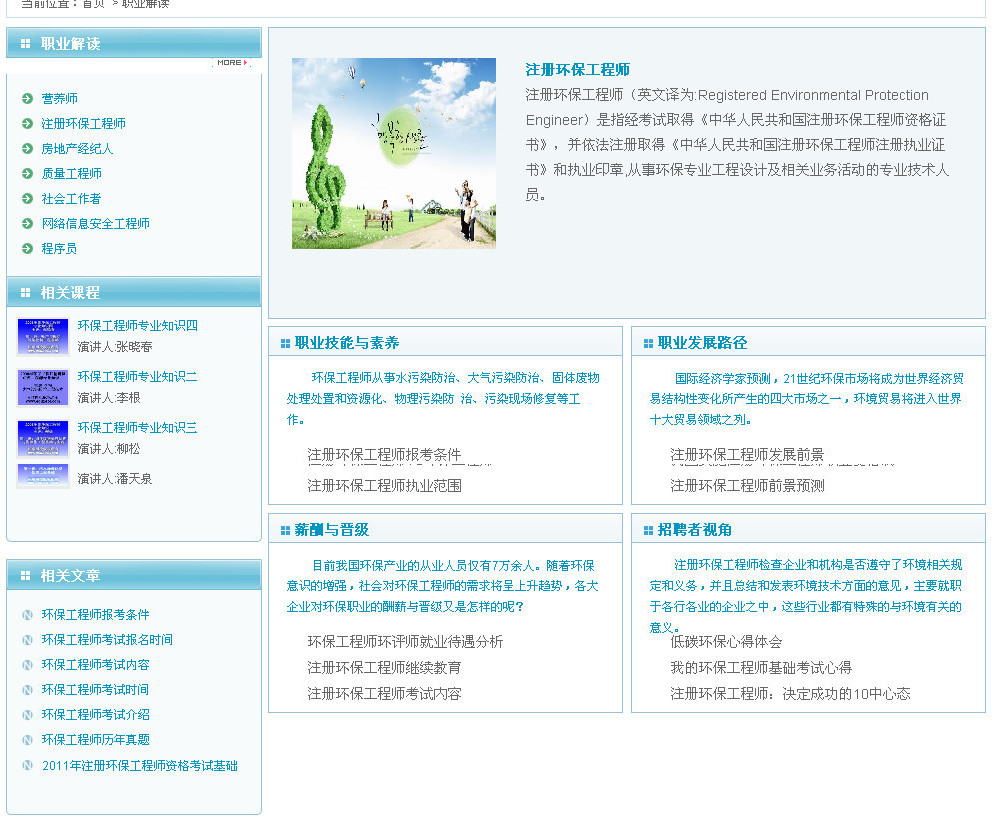 当前位置：首页 > 职业解读
职业解读
MORE
营养师
注册环保工程师
房地产经纪人
质量工程师
社会工作者
网络信息安全工程师
程序员
相关课程
环保工程师专业知识四
演讲人:张晓春
环保工程师专业知识二
演讲人:李根
环保工程师专业知识三
演讲人:柳松
演讲人:潘天泉
相关文章
环保工程师报考条件
环保工程师考试报名时间
环保工程师考试内容
环保工程师考试时间
环保工程师考试介绍
环保工程师历年真题
2011年注册环保工程师资格考试基础
注册环保工程师
注册环保工程师（英文译为:Registered Environmental Protection
Engineer）是指经考试取得《中华人民共和国注册环保工程师资格证
书》，并依法注册取得《中华人民共和国注册环保工程师注册执业证
书》和执业印章,从事环保专业工程设计及相关业务活动的专业技术人
员。
职业技能与素养
环保工程师从事水污染防治、大气污染防治、固体废物
处理处置和资源化、物理污染防 治、污染现场修复等工
作。
注册环保工程师报考条件
注册环保工程师执业范围
职业发展路径
国际经济学家预测，21世纪环保市场将成为世界经济贸
易结构性变化所产生的四大市场之一，环境贸易将进入世界
十大贸易领域之列。
注册环保工程师发展前景
注册环保工程师前景预测
薪酬与晋级
目前我国环保产业的从业人员仅有7万余人。随着环保
意识的增强，社会对环保工程师的需求将呈上升趋势，各大
企业对环保职业的酬薪与晋级又是怎样的呢？
环保工程师环评师就业待遇分析
注册环保工程师继续教育
注册环保工程师考试内容
招聘者视角
注册环保工程师检查企业和机构是否遵守了环境相关规
定和义务，并且总结和发表环境技术方面的意见，主要就职
于各行各业的企业之中，这些行业都有特殊的与环境有关的
意义。
低碳环保心得体会
我的环保工程师基础考试心得
注册环保工程师：决定成功的10中心态